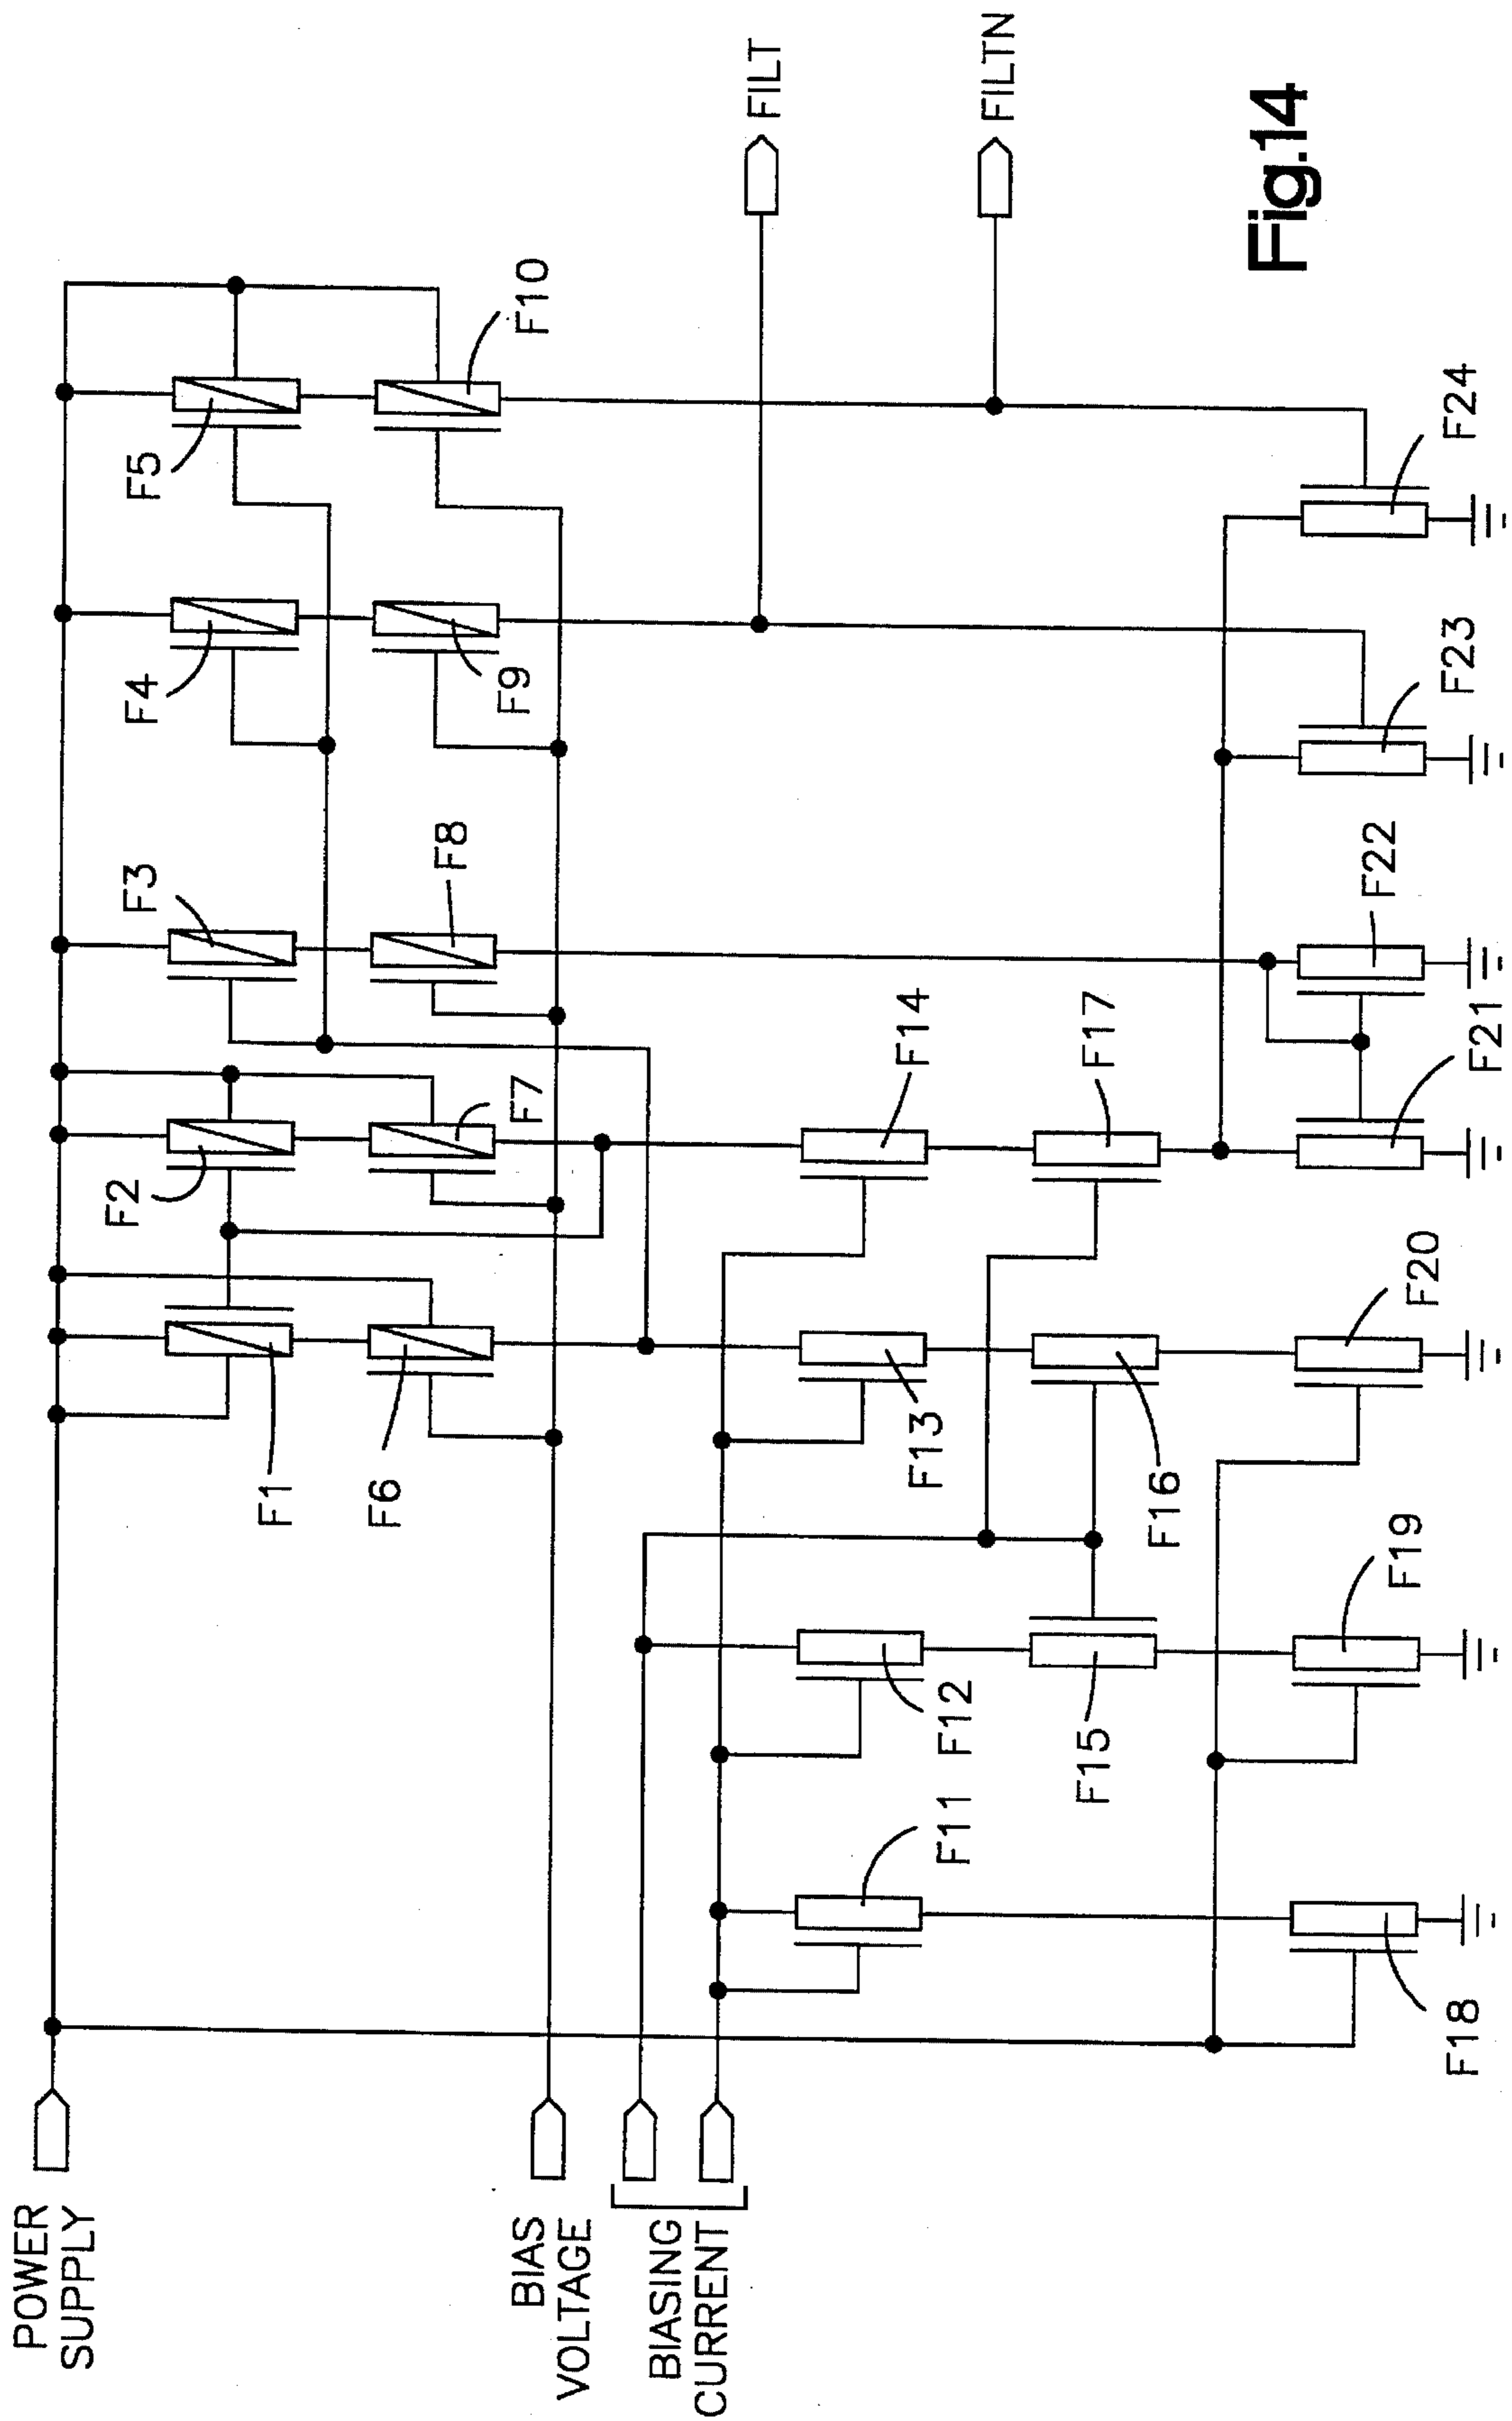 POWER
SUPPLY
BIAS
VOLTAGE
BIASING
CURRENT
F1
F2
F3
F4
F5
F6
F7
F8
F9
F10
FILT
FILTN
F11
F12
F13
F14
F15
F16
F17
F18
F19
F20
F21
F22
F23
F24
Fig.14